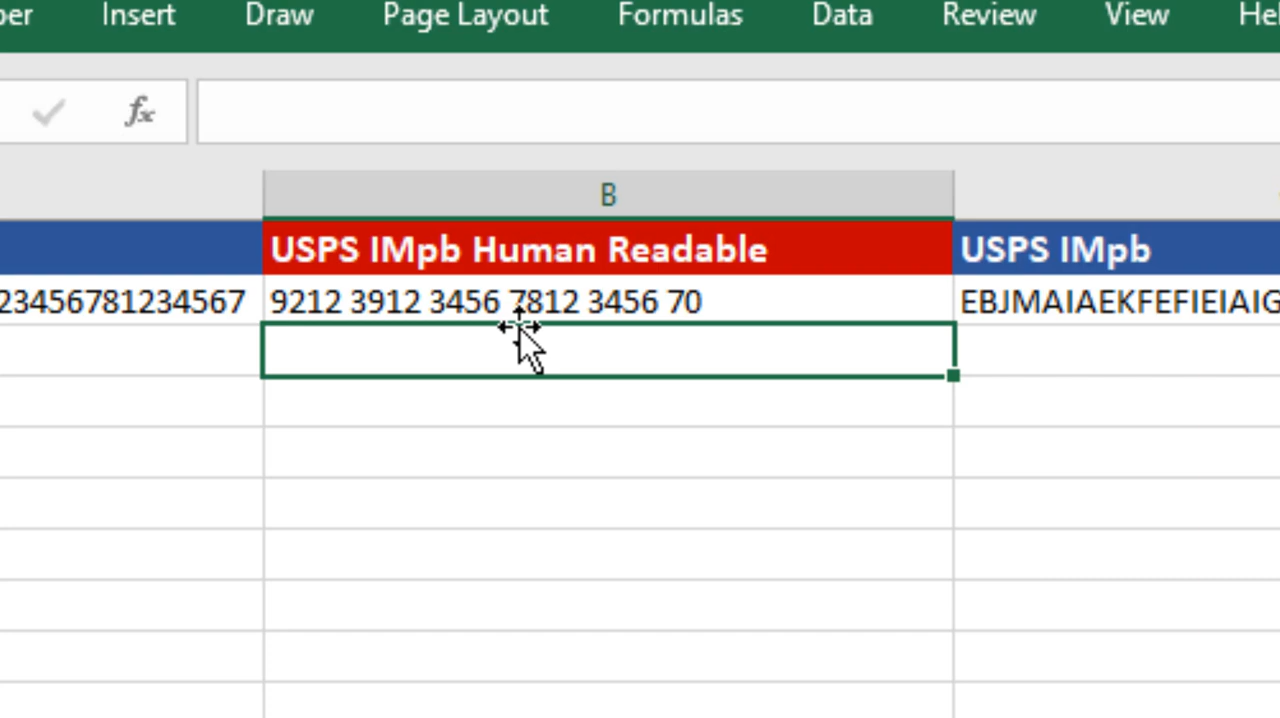 Insert Draw Page Layout Formulas Data Review View
fx
B
USPS IMpb Human Readable USPS IMpb
23456781234567 9212 3912 3456 7812 3456 70 EBJMAIAEKFEFIEIAIG